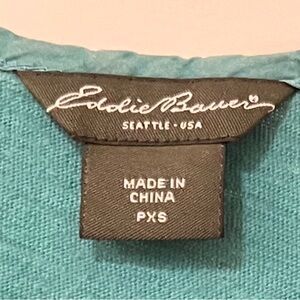 Eddie Bauer
SEATTLE - USA
MADE IN
CHINA
PXS